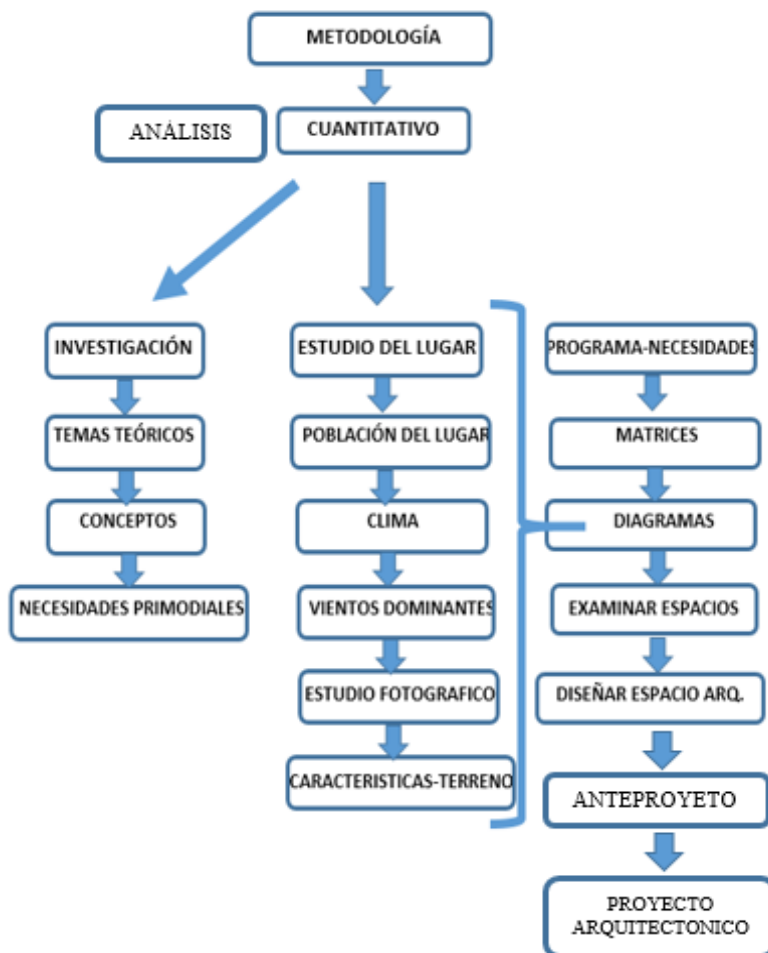 METODOLOGÍA
ANÁLISIS
CUANTITATIVO
INVESTIGACIÓN
TEMAS TEÓRICOS
CONCEPTOS
NECESIDADES PRIMODIALES
ESTUDIO DEL LUGAR
POBLACIÓN DEL LUGAR
CLIMA
VIENTOS DOMINANTES
ESTUDIO FOTOGRAFICO
CARACTERISTICAS-TERRENO
PROGRAMA-NECESIDADES
MATRICES
DIAGRAMAS
EXAMINAR ESPACIOS
DISEÑAR ESPACIO ARQ.
ANTEPROYETO
PROYECTO
ARQUITECTONICO